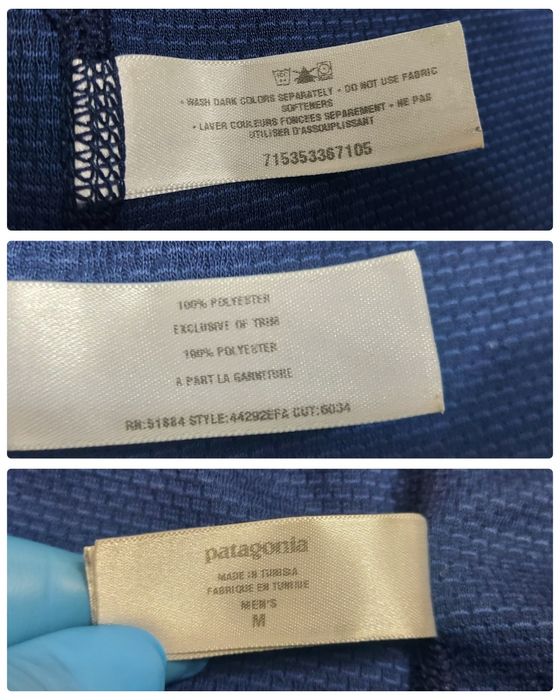 • WASH DARK COLORS SEPARATELY • DO NOT USE FABRIC
SOFTENERS
• LAVER COULEURS FONCÉES SÉPAREMENT • NE PAS
UTILISER D'ASSOUPLISSANT
715353367105
100% POLYESTER
EXCLUSIVE OF TRIM
100% POLYESTER
A PART LA GARNITURE
RN:51884 STYLE:44292EFA CUT:6034
patagonia
MADE IN TUNISIA
FABRIQUE EN TUNISIE
MEN'S
M